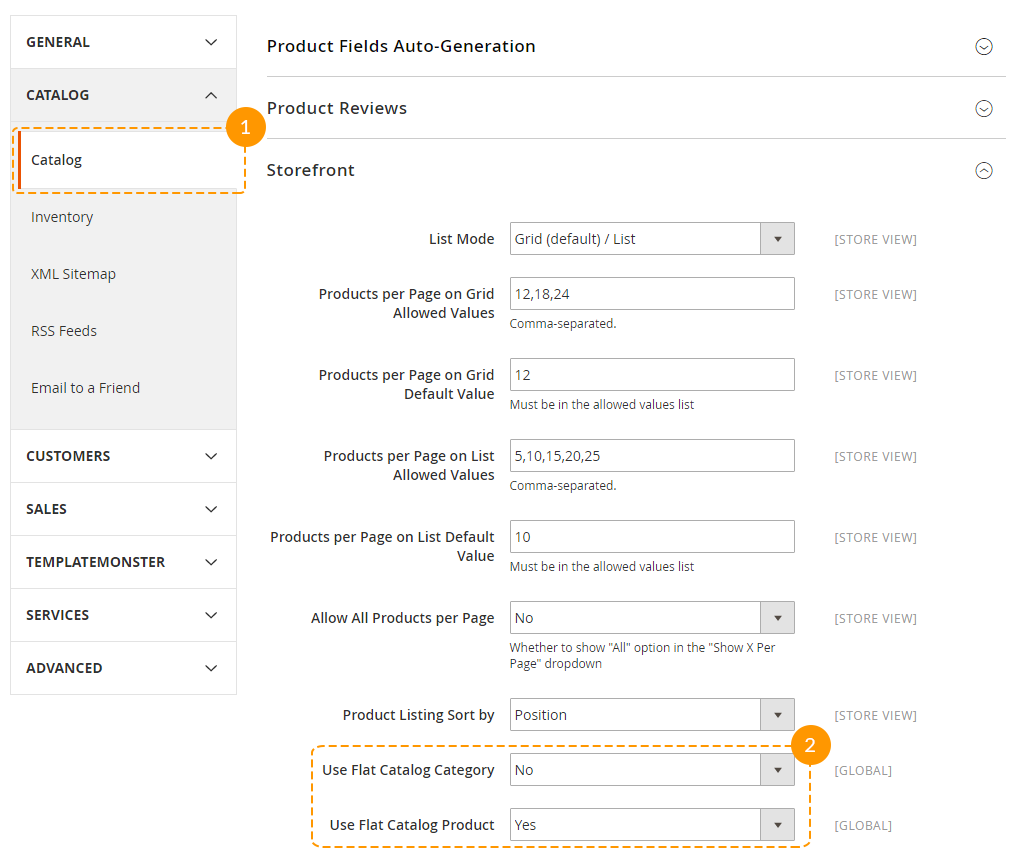 GENERAL
CATALOG
1
Catalog
Inventory
XML Sitemap
RSS Feeds
Email to a Friend
CUSTOMERS
SALES
TEMPLATEMONSTER
SERVICES
ADVANCED
Product Fields Auto-Generation
Product Reviews
Storefront
List Mode
Grid (default) / List
[STORE VIEW]
Products per Page on Grid
Allowed Values
12,18,24
[STORE VIEW]
Comma-separated.
Products per Page on Grid
Default Value
12
[STORE VIEW]
Must be in the allowed values list
Products per Page on List
Allowed Values
5,10,15,20,25
[STORE VIEW]
Comma-separated.
Products per Page on List Default
Value
10
[STORE VIEW]
Must be in the allowed values list
Allow All Products per Page
No
[STORE VIEW]
Whether to show "All" option in the "Show X Per
Page" dropdown
Product Listing Sort by
Position
[STORE VIEW]
2
Use Flat Catalog Category
No
[GLOBAL]
Use Flat Catalog Product
Yes
[GLOBAL]